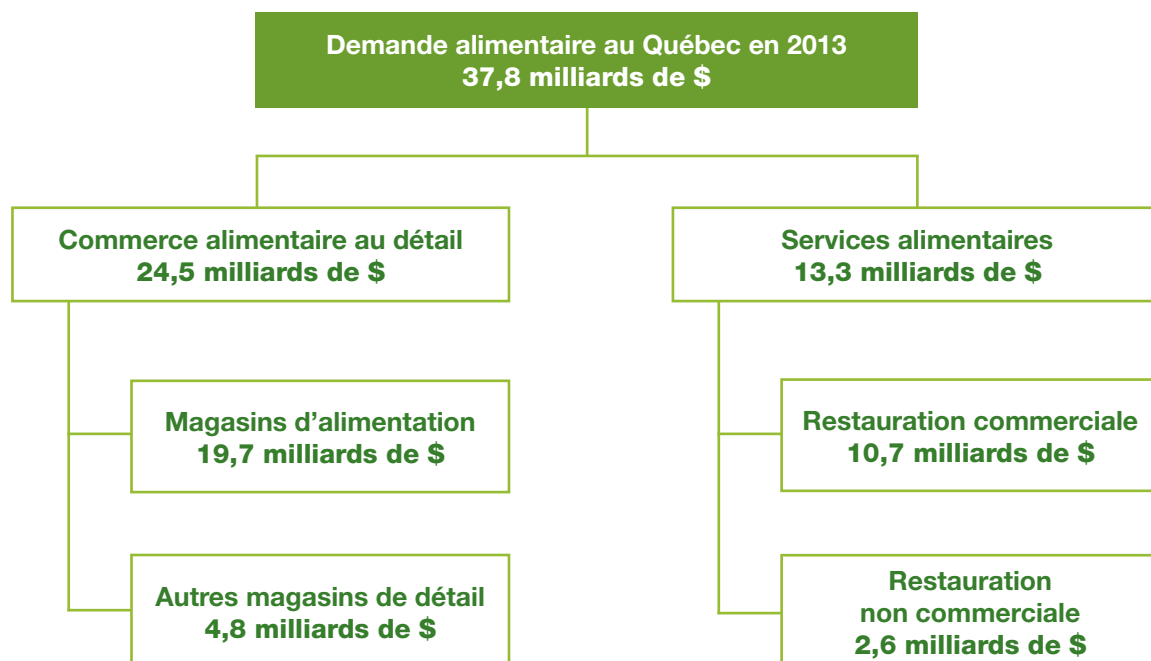 Demande alimentaire au Québec en 2013
37,8 milliards de $
Commerce alimentaire au détail
24,5 milliards de $
Services alimentaires
13,3 milliards de $
Magasins d’alimentation
19,7 milliards de $
Restauration commerciale
10,7 milliards de $
Autres magasins de détail
4,8 milliards de $
Restauration
non commerciale
2,6 milliards de $